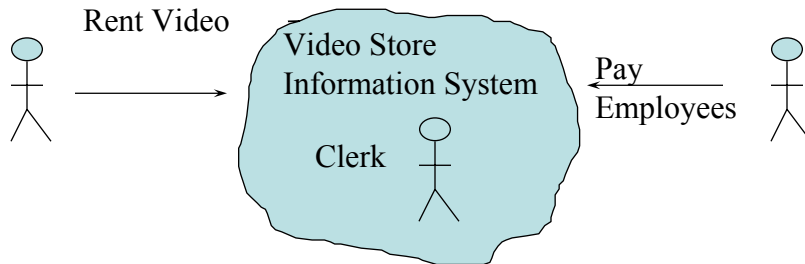 Rent Video
Video Store
Information System
Clerk
Pay
Employees